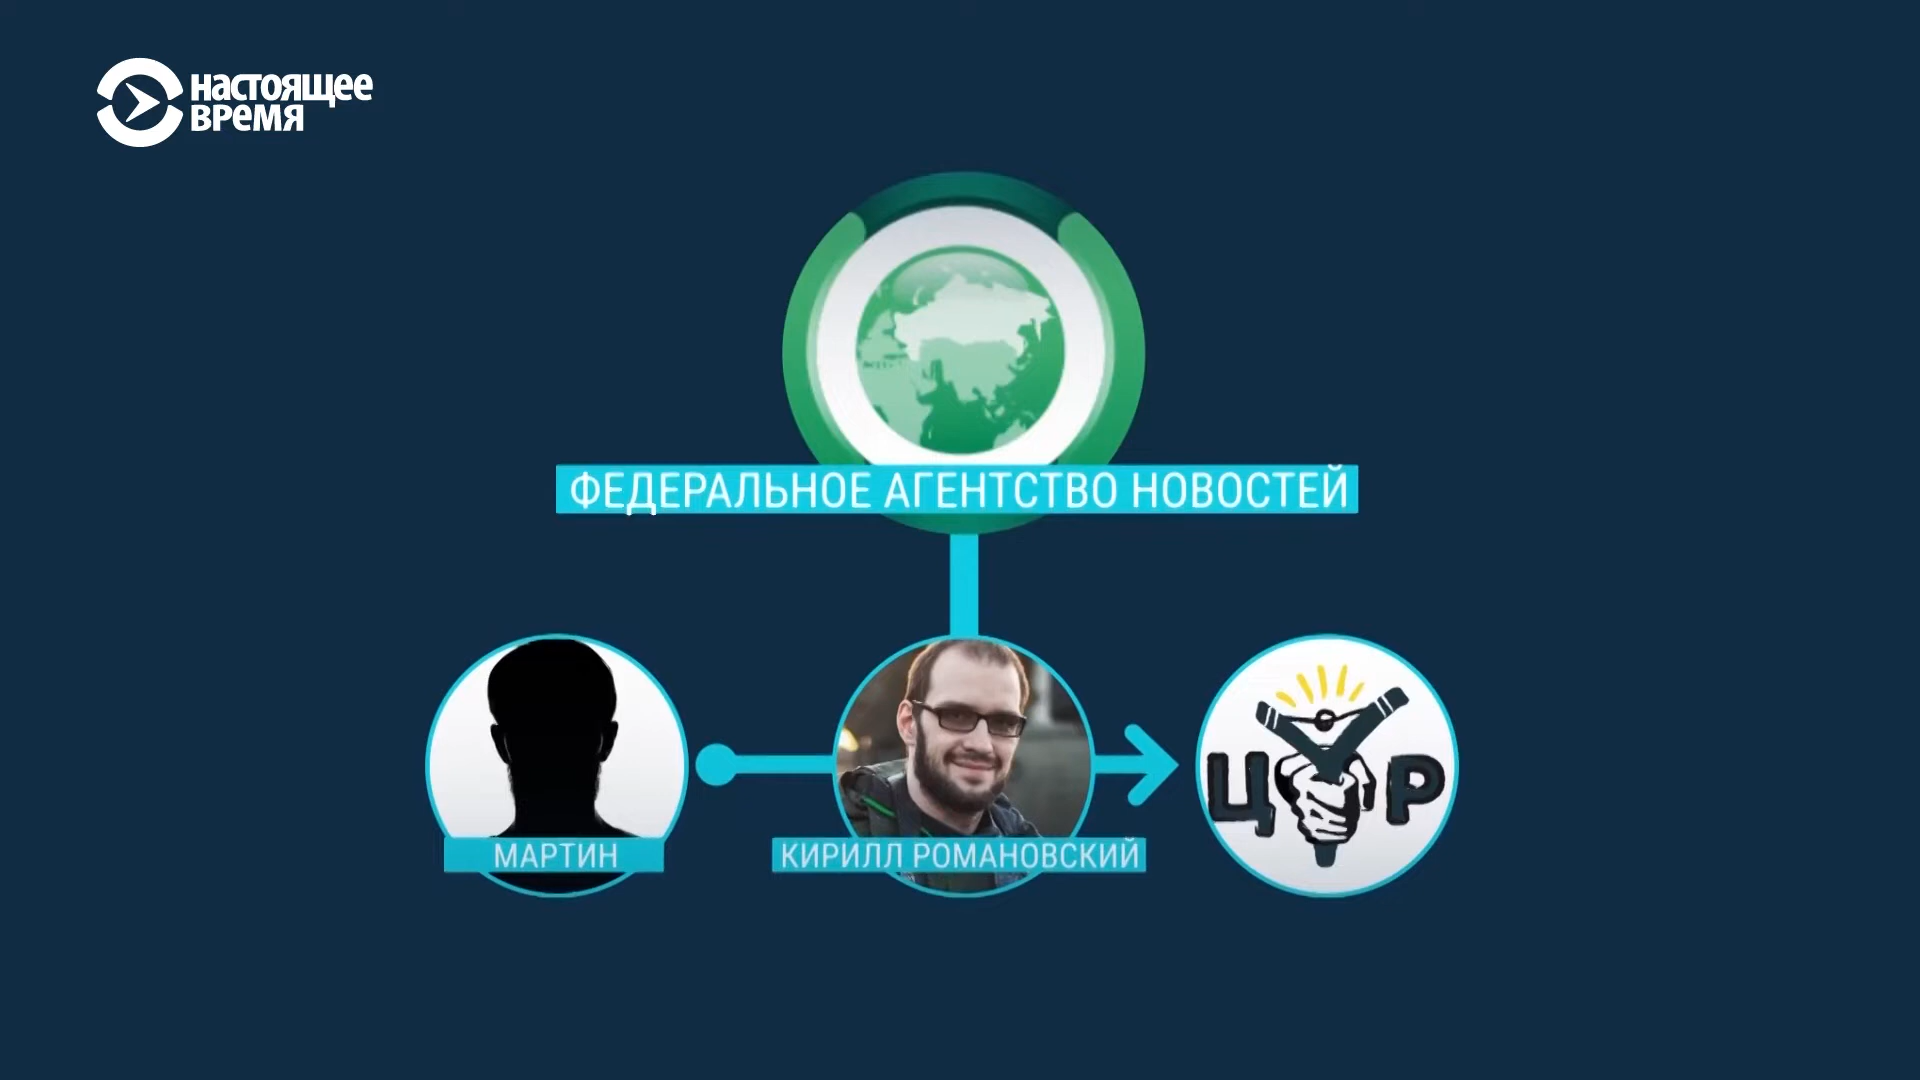 НАСТОЯЩЕЕ
ВРЕМЯ
ФЕДЕРАЛЬНОЕ АГЕНТСТВО НОВОСТЕЙ
МАРТИН
КИРИЛЛ РОМАНОВСКИЙ
ЦУР